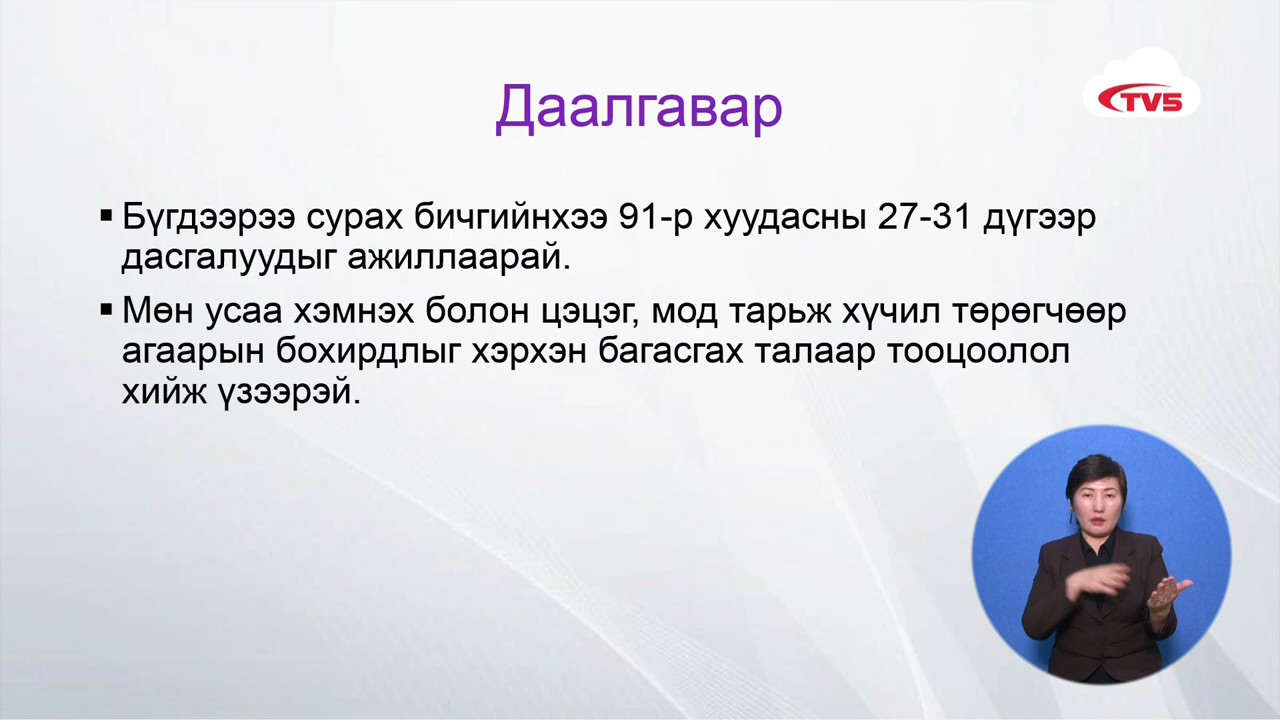 Даалгавар
TV5
▪ Бүгдээрээ сурах бичгийнхээ 91-р хуудасны 27-31 дүгээр
дасгалуудыг ажиллаарай.
▪ Мөн усаа хэмнэх болон цэцэг, мод тарьж хүчил төрөгчөөр
агаарын бохирдлыг хэрхэн багасгах талаар тооцоолол
хийж үзээрэй.